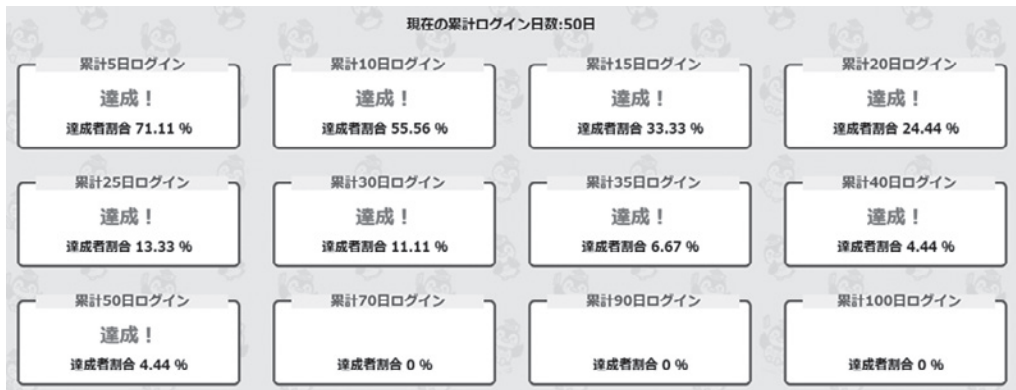 現在の累計ログイン日数:50日
累計5日ログイン
達成！
達成者割合 71.11 %
累計10日ログイン
達成！
達成者割合 55.56 %
累計15日ログイン
達成！
達成者割合 33.33 %
累計20日ログイン
達成！
達成者割合 24.44 %
累計25日ログイン
達成！
達成者割合 13.33 %
累計30日ログイン
達成！
達成者割合 11.11 %
累計35日ログイン
達成！
達成者割合 6.67 %
累計40日ログイン
達成！
達成者割合 4.44 %
累計50日ログイン
達成！
達成者割合 4.44 %
累計70日ログイン
達成者割合 0 %
累計90日ログイン
達成者割合 0 %
累計100日ログイン
達成者割合 0 %